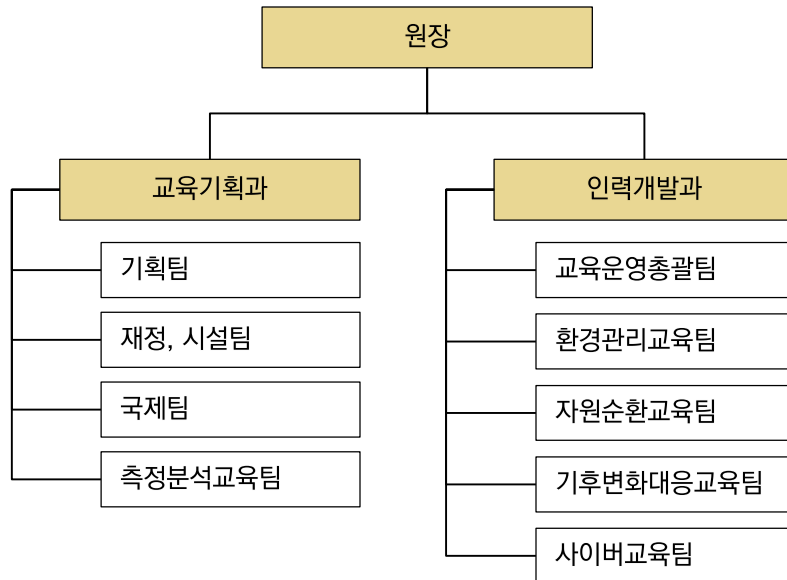 원장
교육기획과
기획팀
재정, 시설팀
국제팀
측정분석교육팀
인력개발과
교육운영총괄팀
환경관리교육팀
자원순환교육팀
기후변화대응교육팀
사이버교육팀